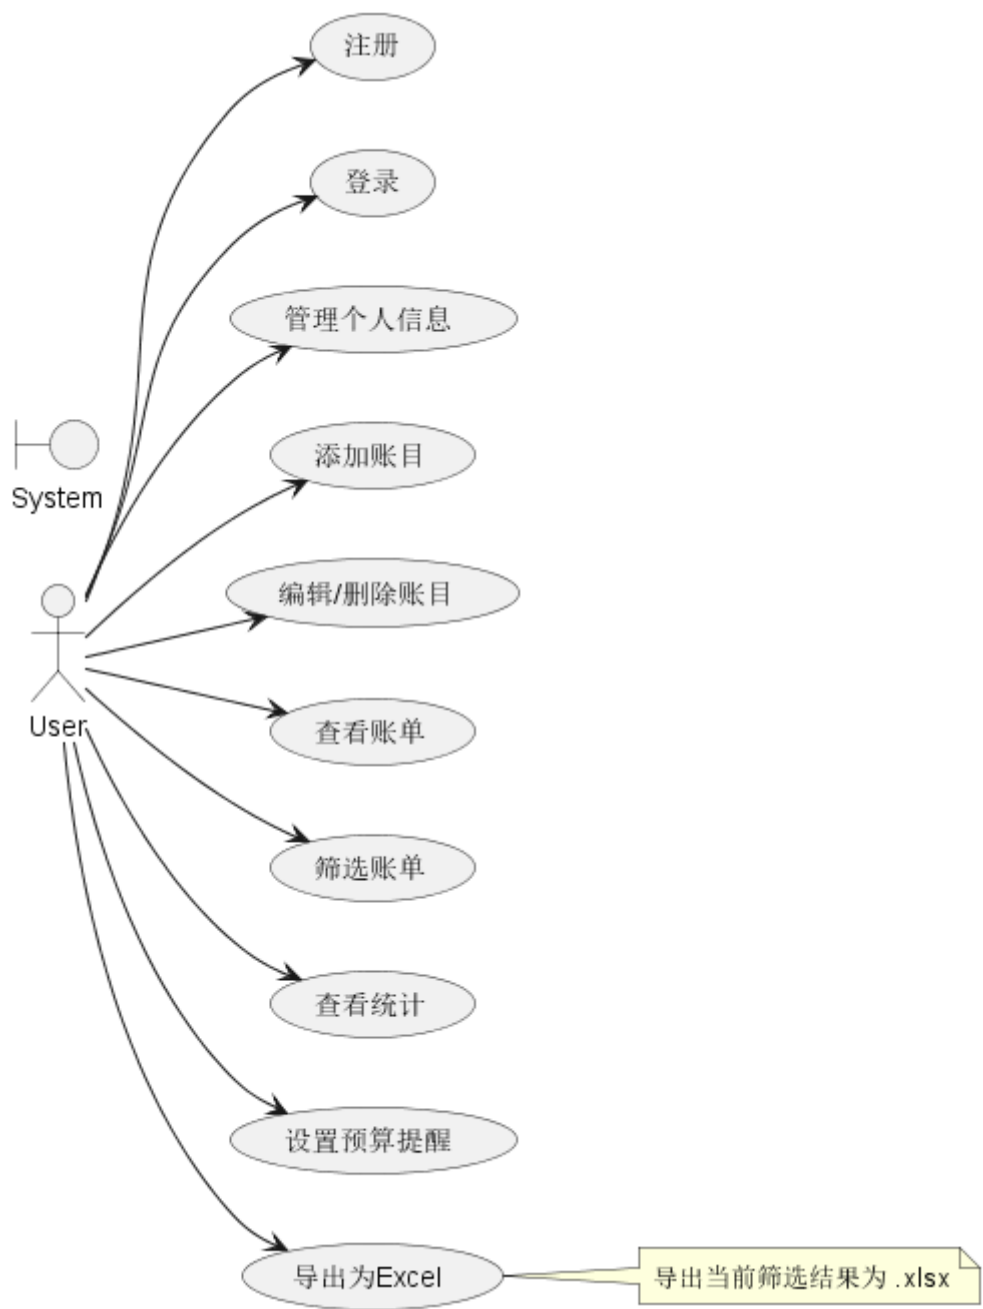 注册
登录
管理个人信息
添加账目
System
编辑/删除账目
User
查看账单
筛选账单
查看统计
设置预算提醒
导出为Excel
导出当前筛选结果为 .xlsx